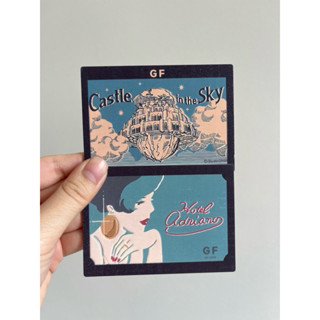 GF
Castle in the Sky
Hotel
Adriano
GF